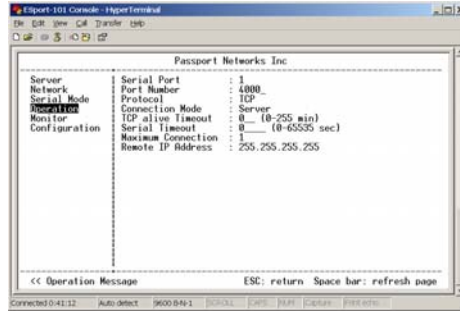 ESport-101 Console - HyperTerminal
File Edit View Call Transfer Help
Passport Networks Inc
Server
Network
Serial Mode
Operation
Monitor
Configuration
Serial Port : 1
Port Number : 4000_
Protocol : TCP
Connection Mode : Server
TCP alive Timeout : 0__ (0-255 min)
Serial Timeout : 0____ (0-65535 sec)
Maximum Connection : 1
Remote IP Address : 255.255.255.255
<< Operation Message ESC: return Space bar: refresh page
Connected 0:41:12 Auto detect 9600 8-N-1 SCROLL CAPS NUM Capture Print echo